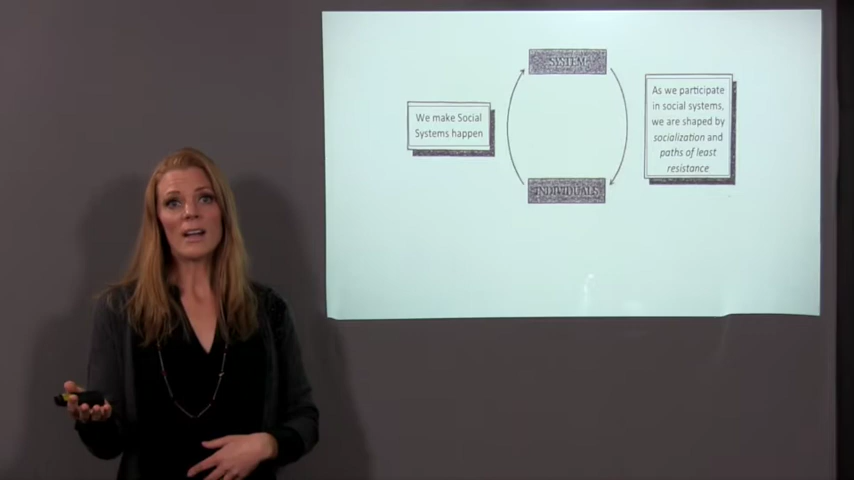 SYSTEM
We make Social
Systems happen
As we participate
in social systems,
we are shaped by
socialization and
paths of least
resistance
INDIVIDUALS